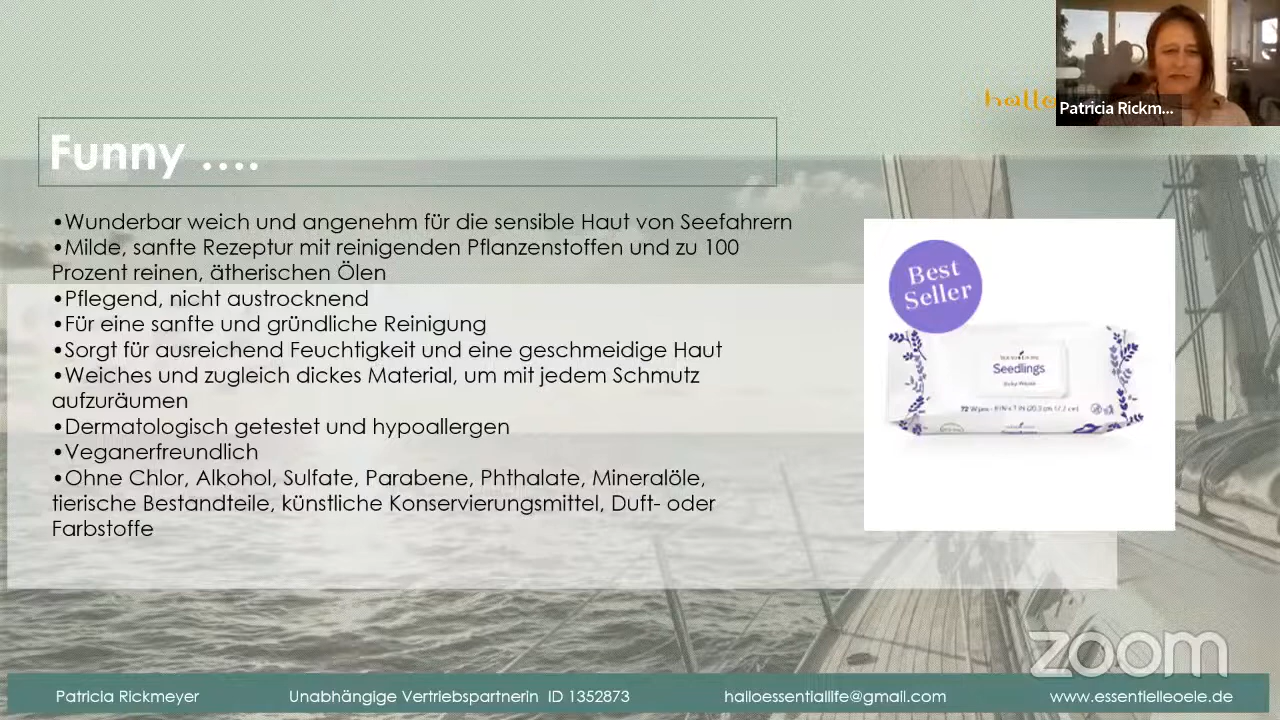 hallo
Patricia Rickm...
Funny ....
•Wunderbar weich und angenehm für die sensible Haut von Seefahrern
•Milde, sanfte Rezeptur mit reinigenden Pflanzenstoffen und zu 100
Prozent reinen, ätherischen Ölen
•Pflegend, nicht austrocknend
•Für eine sanfte und gründliche Reinigung
•Sorgt für ausreichend Feuchtigkeit und eine geschmeidige Haut
•Weiches und zugleich dickes Material, um mit jedem Schmutz
aufzuräumen
•Dermatologisch getestet und hypoallergen
•Veganerfreundlich
•Ohne Chlor, Alkohol, Sulfate, Parabene, Phthalate, Mineralöle,
tierische Bestandteile, künstliche Konservierungsmittel, Duft- oder
Farbstoffe
Best
Seller
Seedlings
zoom
Patricia Rickmeyer
Unabhängige Vertriebspartnerin ID 1352873
halloessentiallife@gmail.com
www.essentielleoele.de